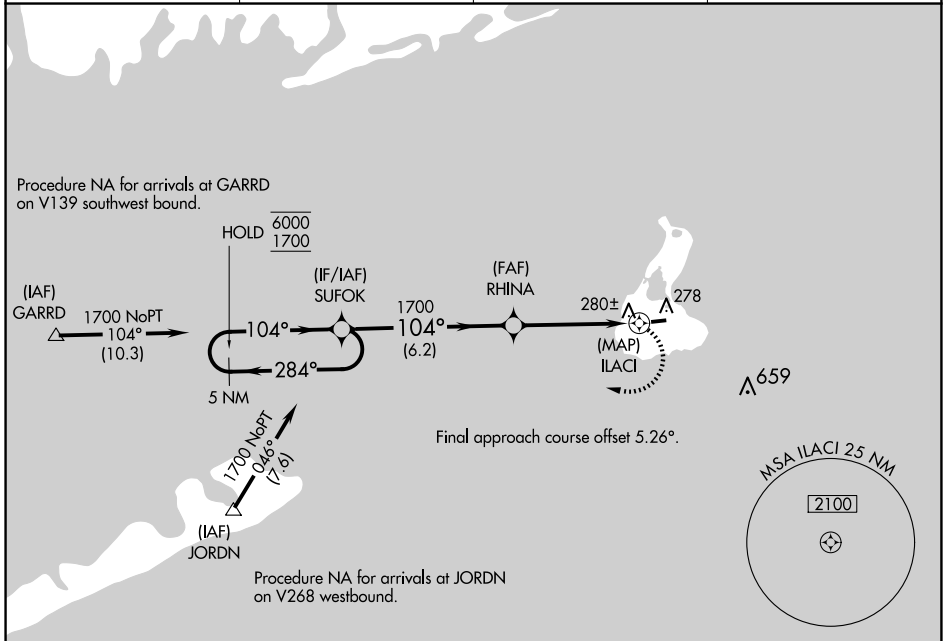 Procedure NA for arrivals at GARRD
on V139 southwest bound.
HOLD
6000
1700
(IF/IAF)
SUFOK
(FAF)
RHINA
(IAF)
GARRD
1700 NoPT
104°
(10.3)
104°
1700
104°
(6.2)
280±
278
(MAP)
ILACI
284°
5 NM
659
1700 NoPT
046°
(7.6)
Final approach course offset 5.26°.
(IAF)
JORDN
MSA ILACI 25 NM
2100
Procedure NA for arrivals at JORDN
on V268 westbound.